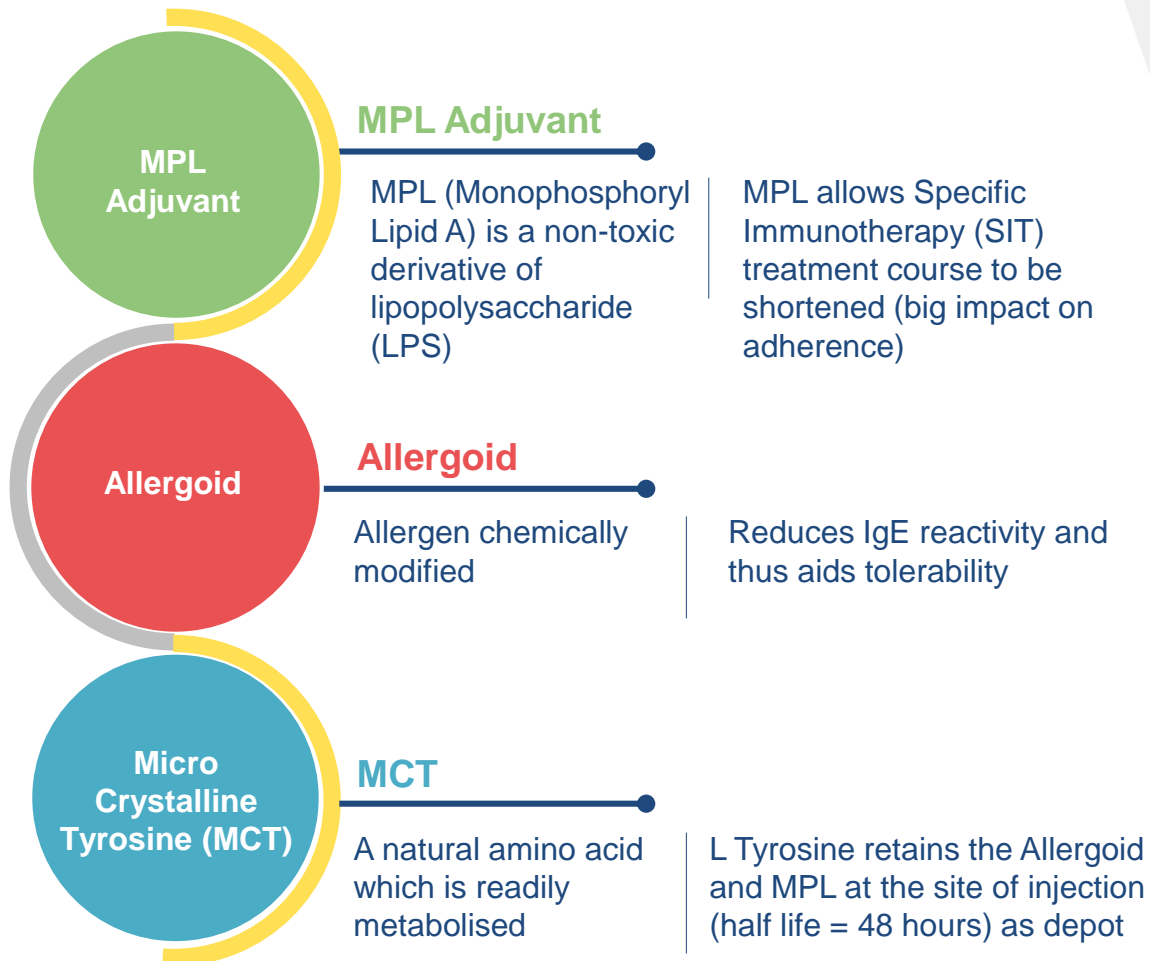 MPL
Adjuvant
MPL Adjuvant
MPL (Monophosphoryl
Lipid A) is a non-toxic
derivative of
lipopolysaccharide
(LPS)
MPL allows Specific
Immunotherapy (SIT)
treatment course to be
shortened (big impact on
adherence)
Allergoid
Allergoid
Allergen chemically
modified
Reduces IgE reactivity and
thus aids tolerability
Micro
Crystalline
Tyrosine (MCT)
MCT
A natural amino acid
which is readily
metabolised
L Tyrosine retains the Allergoid
and MPL at the site of injection
(half life = 48 hours) as depot